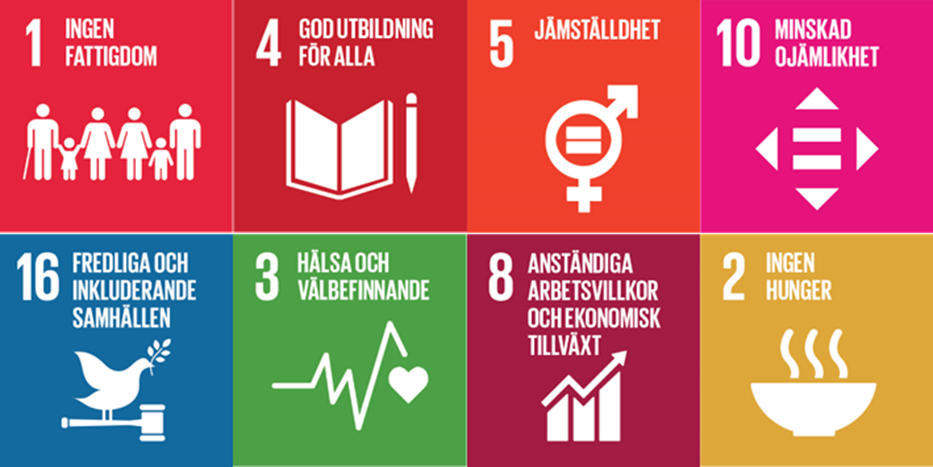 1 INGEN
FATTIGDOM
4 GOD UTBILDNING
FÖR ALLA
5 JÄMSTÄLLDHET
10 MINSKAD
OJÄMLIKHET
16 FREDLIGA OCH
INKLUDERANDE
SAMHÄLLEN
3 HÄLSA OCH
VÄLBEFINNANDE
8 ANSTÄNDIGA
ARBETSVILLKOR
OCH EKONOMISK
TILLVÄXT
2 INGEN
HUNGER